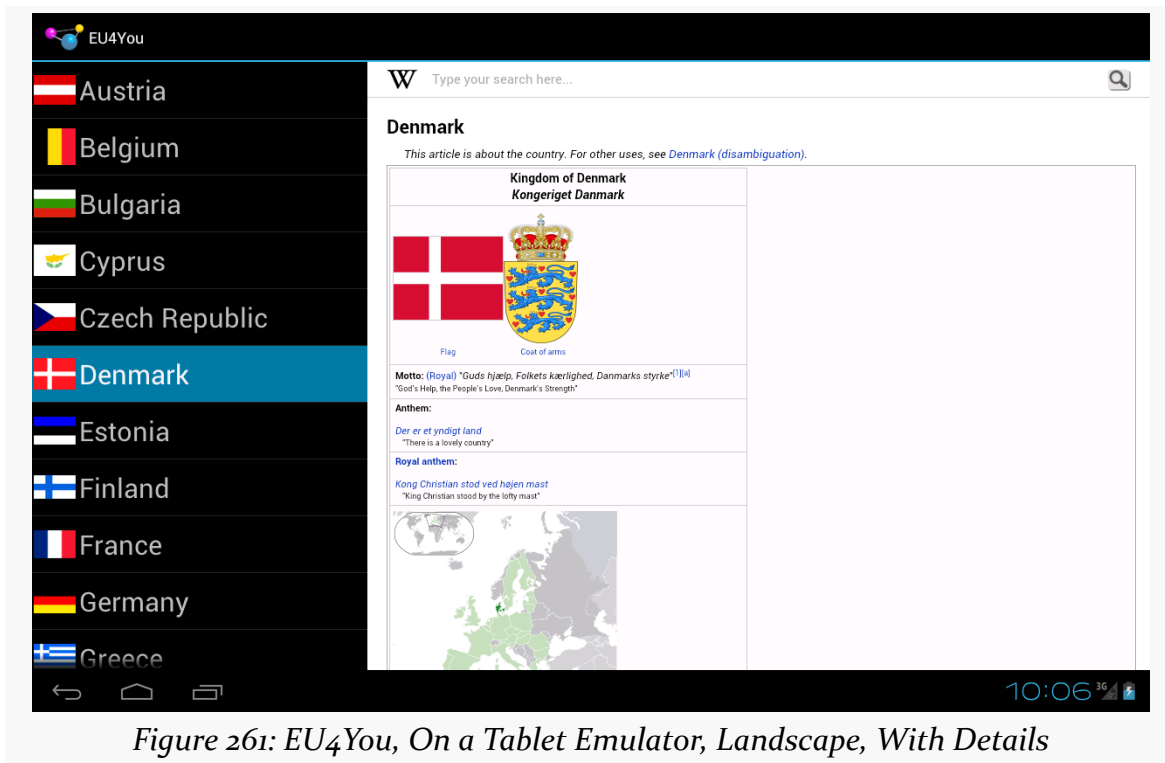 EU4You
Austria
Belgium
Bulgaria
Cyprus
Czech Republic
Denmark
Estonia
Finland
France
Germany
Greece
W Type your search here...
Denmark
This article is about the country. For other uses, see Denmark (disambiguation).
Kingdom of Denmark
Kongeriget Danmark
Flag Coat of arms
Motto: (Royal) "Guds hjælp, Folkets kærlighed, Danmarks styrke"[1][a]
"God's Help, the People's Love, Denmark's Strength"
Anthem:
Der er et yndigt land
"There is a lovely country"
Royal anthem:
Kong Christian stod ved højen mast
"King Christian stood by the lofty mast"
10:06 3G
Figure 261: EU4You, On a Tablet Emulator, Landscape, With Details